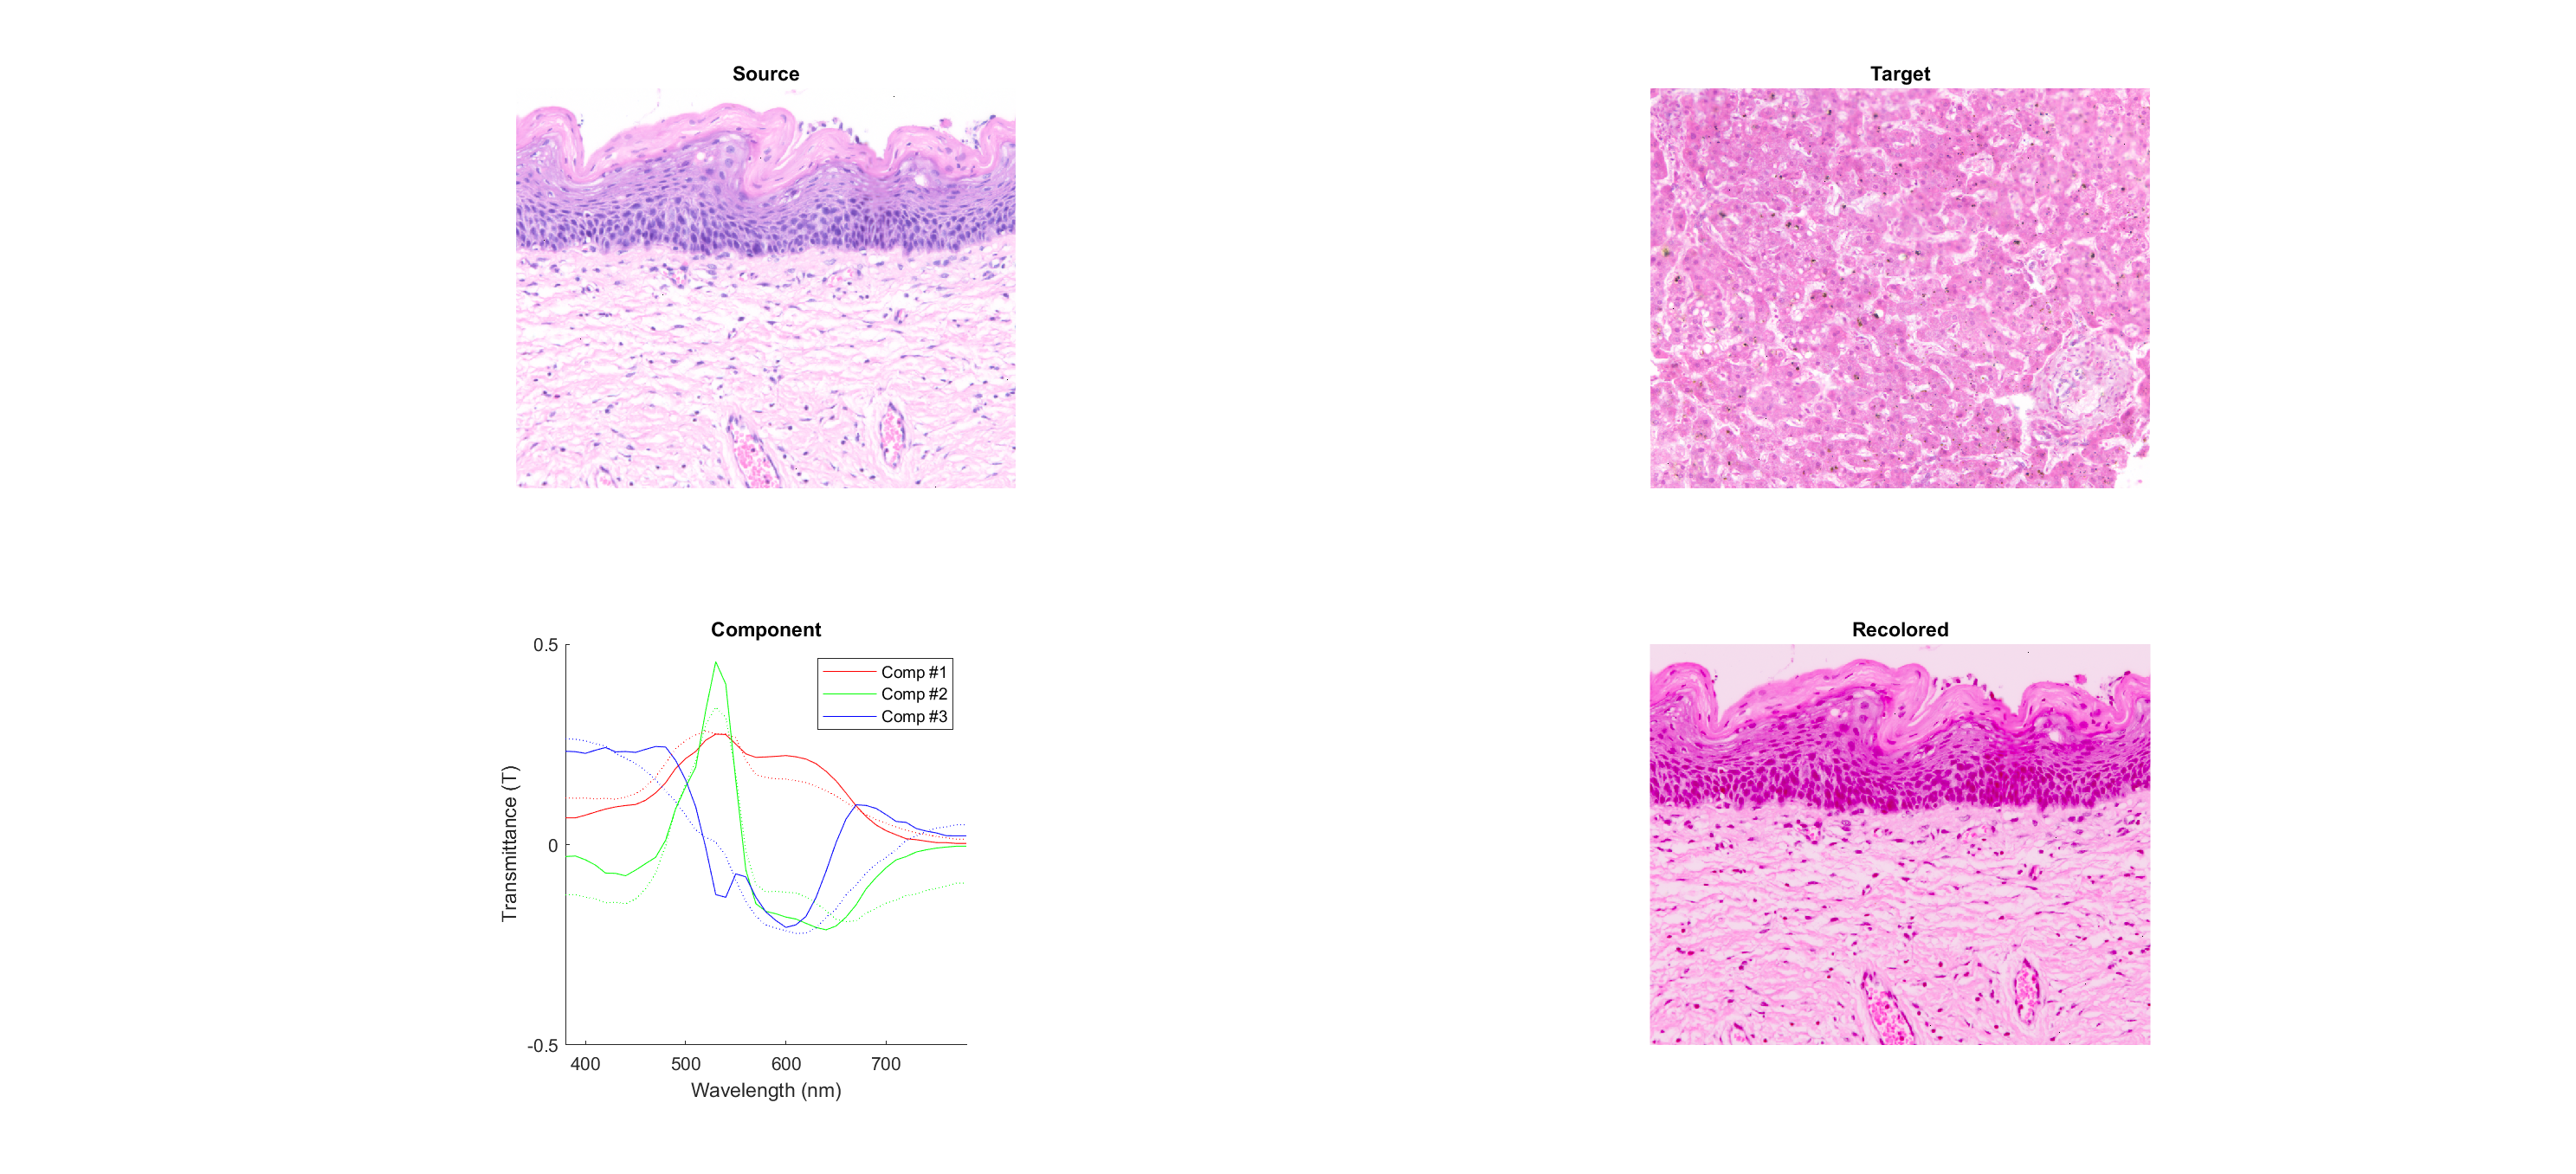 Source
Target
Component
0.5
0
-0.5
400 500 600 700
Transmittance (T)
Wavelength (nm)
Comp #1
Comp #2
Comp #3
Recolored